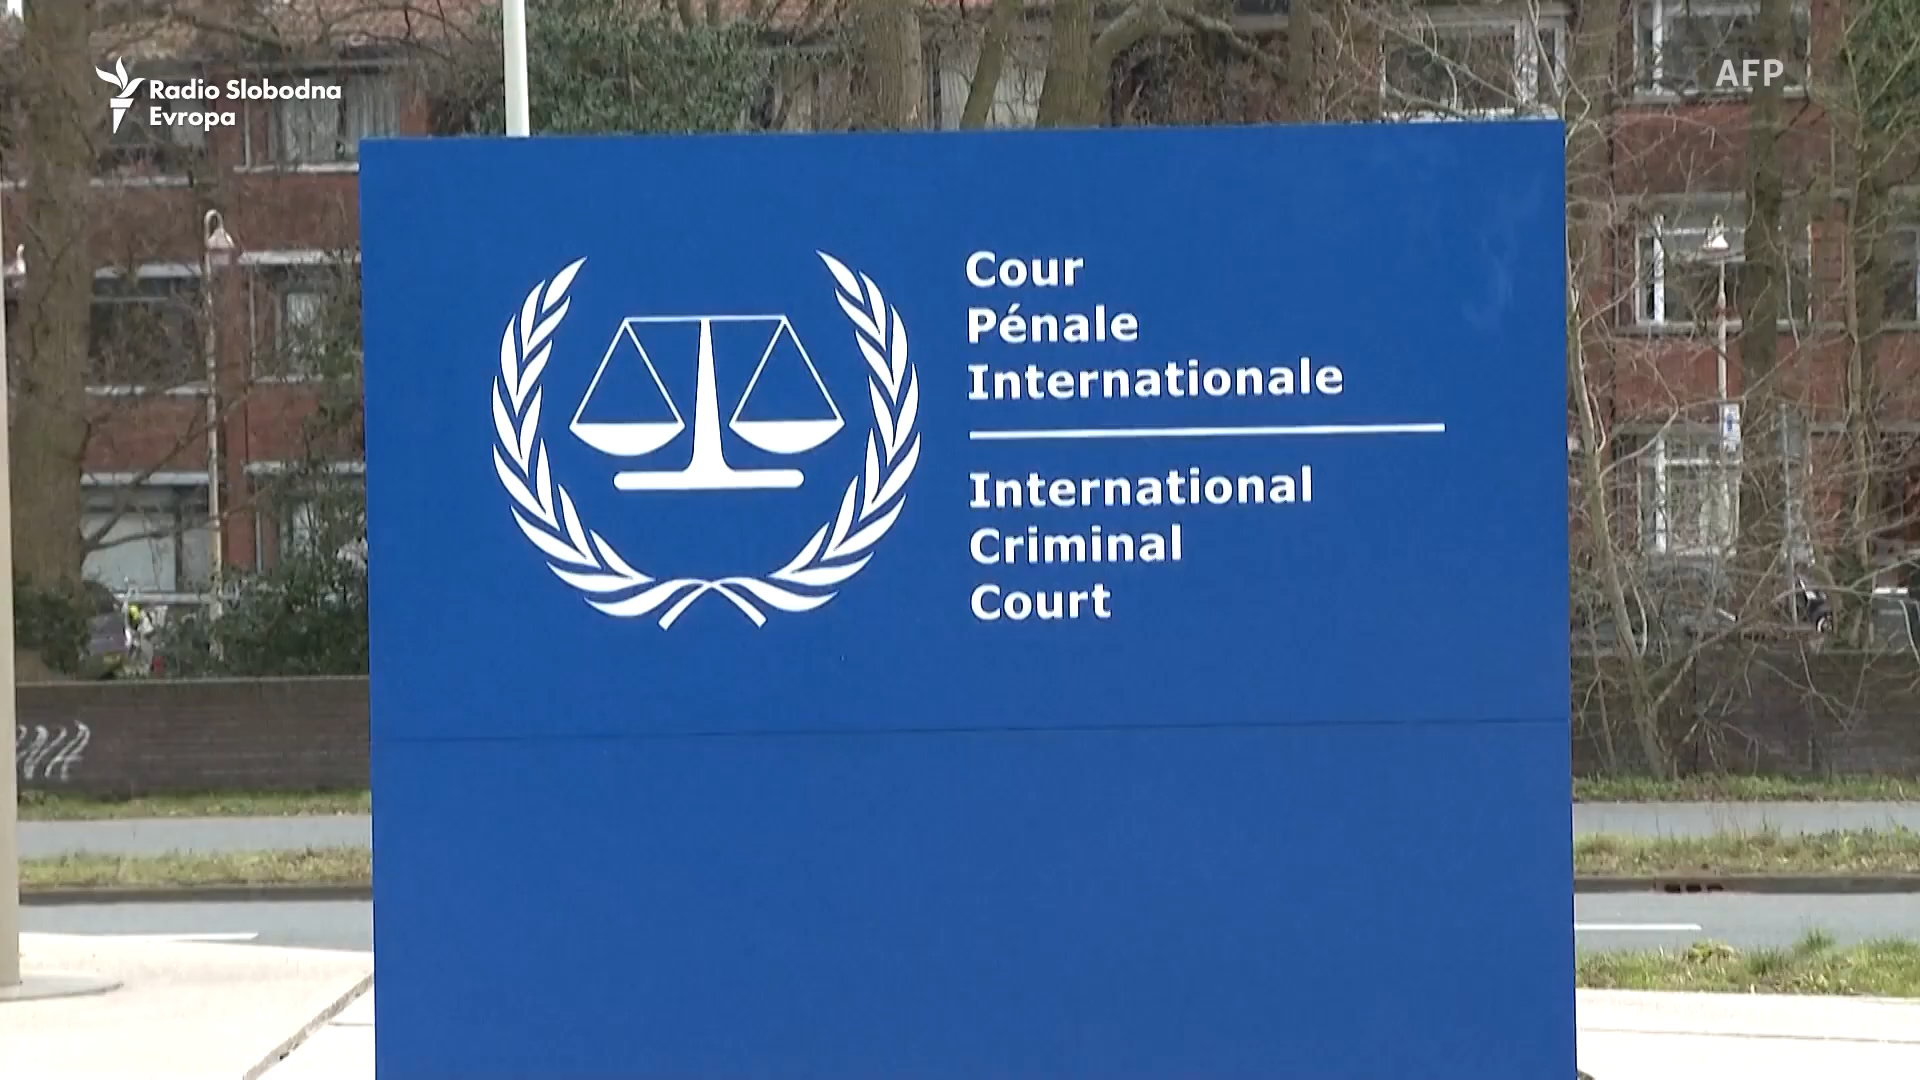 Radio Slobodna
Evropa
AFP
Cour
Pénale
Internationale
International
Criminal
Court